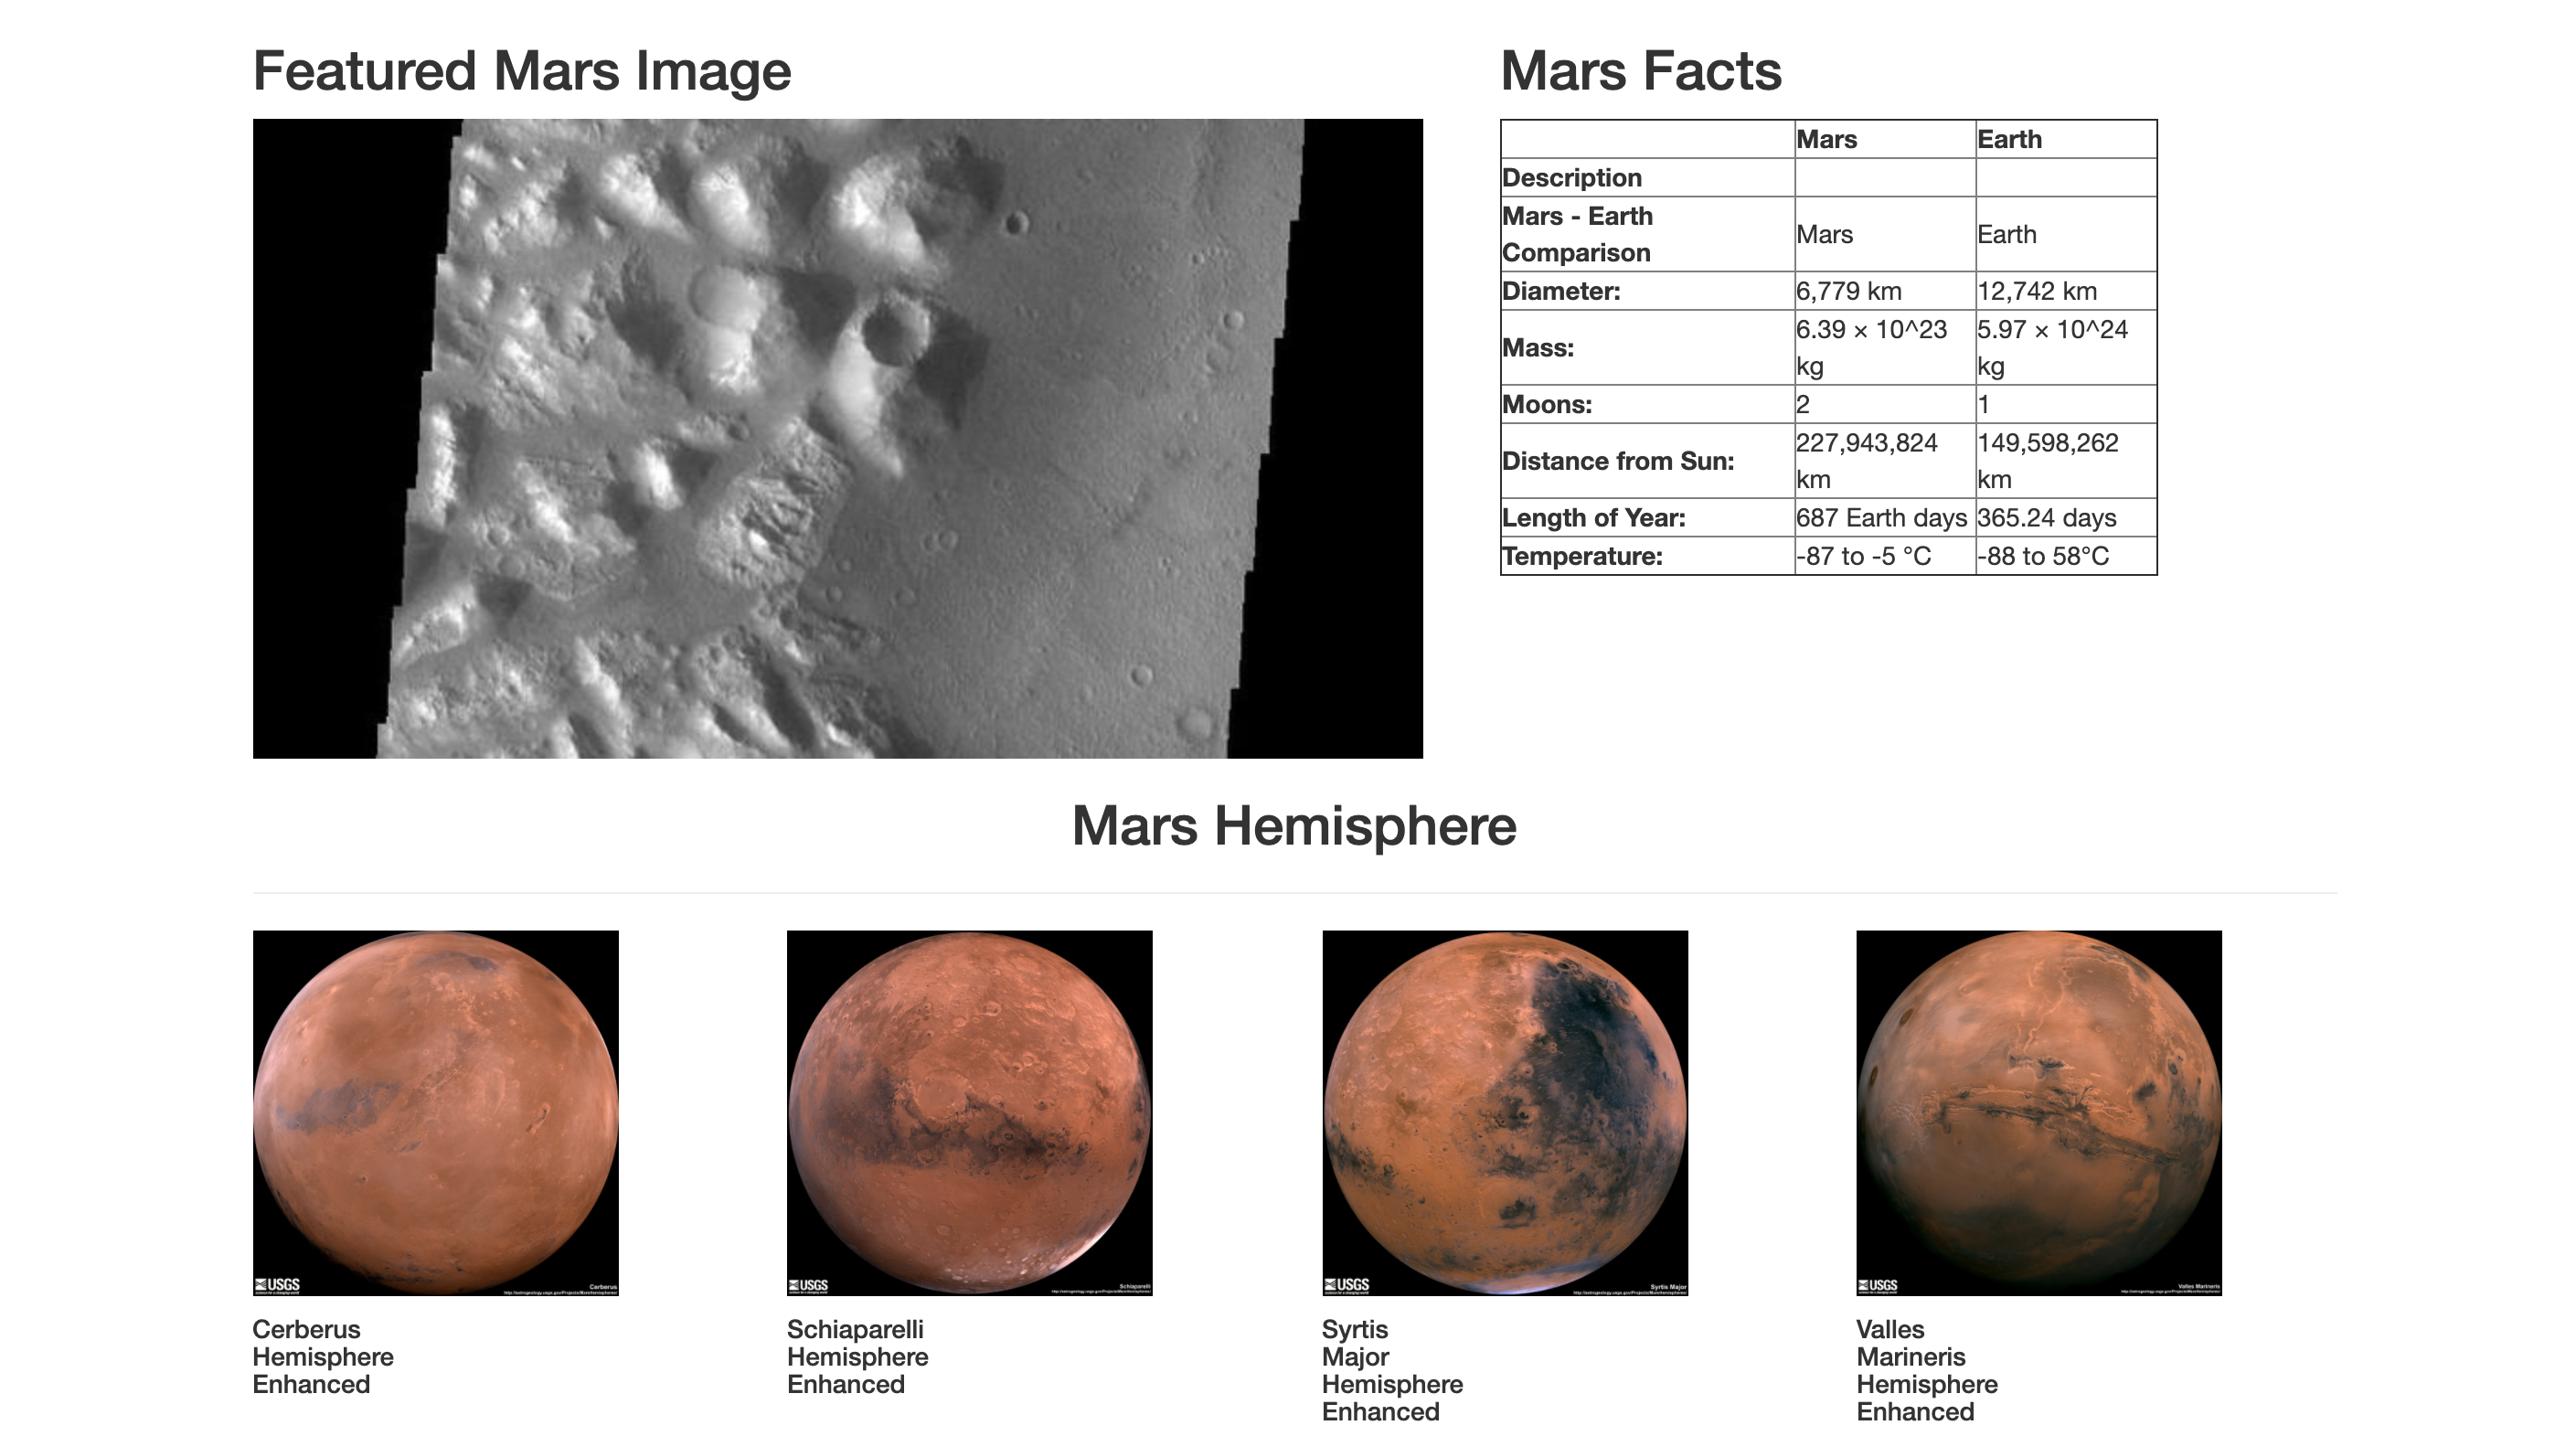 Featured Mars Image
Mars Facts
Mars Earth
Description
Mars - Earth
Comparison
Mars
Earth
Diameter: 6,779 km 12,742 km
Mass:
6.39 × 10^23
kg
5.97 × 10^24
kg
Moons: 2 1
Distance from Sun:
227,943,824
km
149,598,262
km
Length of Year: 687 Earth days 365.24 days
Temperature: -87 to -5 °C -88 to 58°C
Mars Hemisphere
USGS
Cerberus
USGS
Schiaparelli
USGS
Syrtis Major
USGS
Valles Marineris
Cerberus
Hemisphere
Enhanced
Schiaparelli
Hemisphere
Enhanced
Syrtis
Major
Hemisphere
Enhanced
Valles
Marineris
Hemisphere
Enhanced